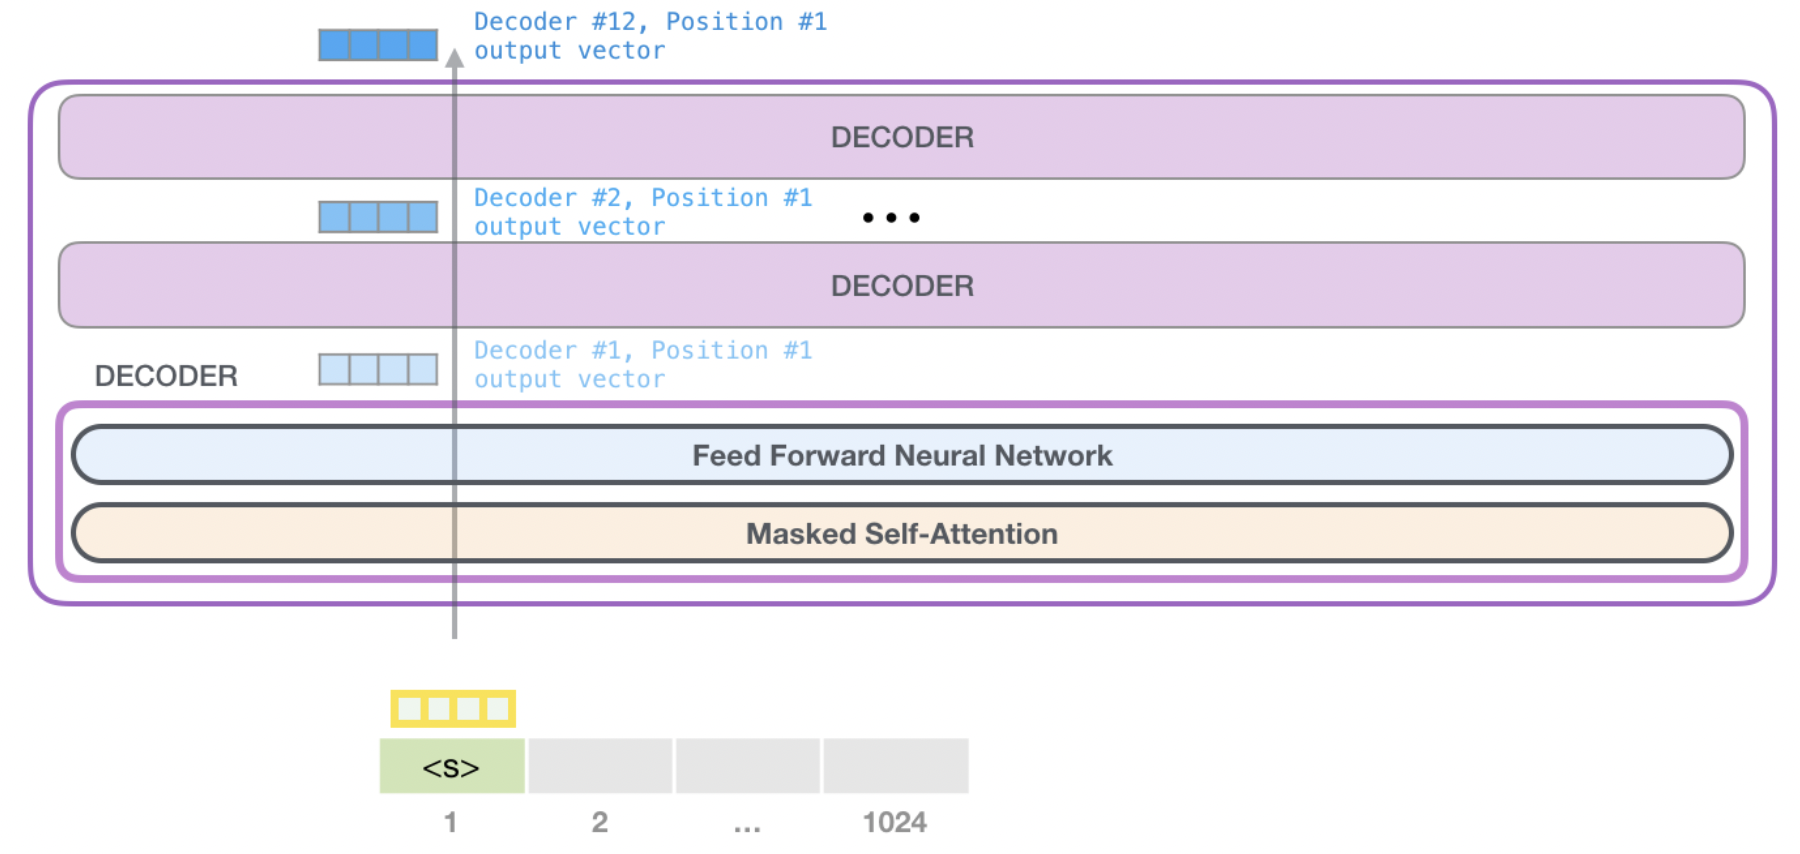 Decoder #12, Position #1
output vector
DECODER
Decoder #2, Position #1
output vector
...
DECODER
Decoder #1, Position #1
output vector
DECODER
Feed Forward Neural Network
Masked Self-Attention
<s>
1 2 ... 1024